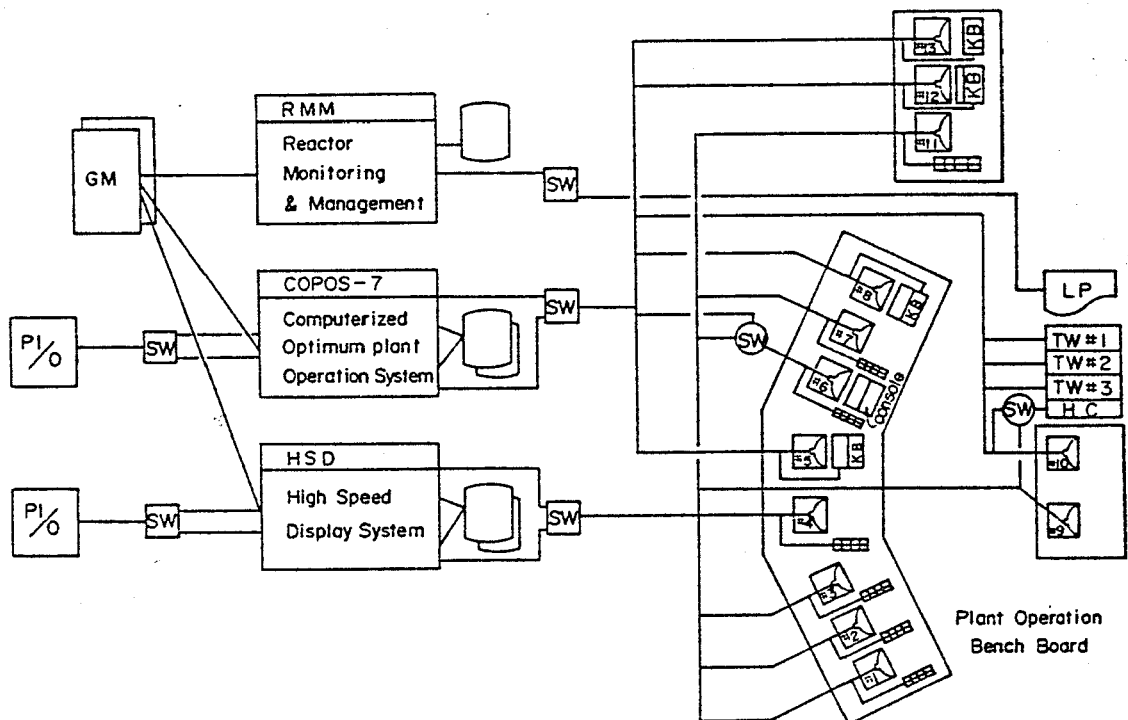 GM
RMM
Reactor
Monitoring
& Management
SW
COPOS-7
Computerized
Optimum plant
Operation System
PI/O
SW
SW
HSD
High Speed
Display System
PI/O
SW
SW
#13
KB
#12
KB
#11
#8
KB
#7
SW
#6
console
#5
KB
#4
#3
#2
#1
LP
TW#1
TW#2
TW#3
HC
SW
#10
#9
Plant Operation
Bench Board